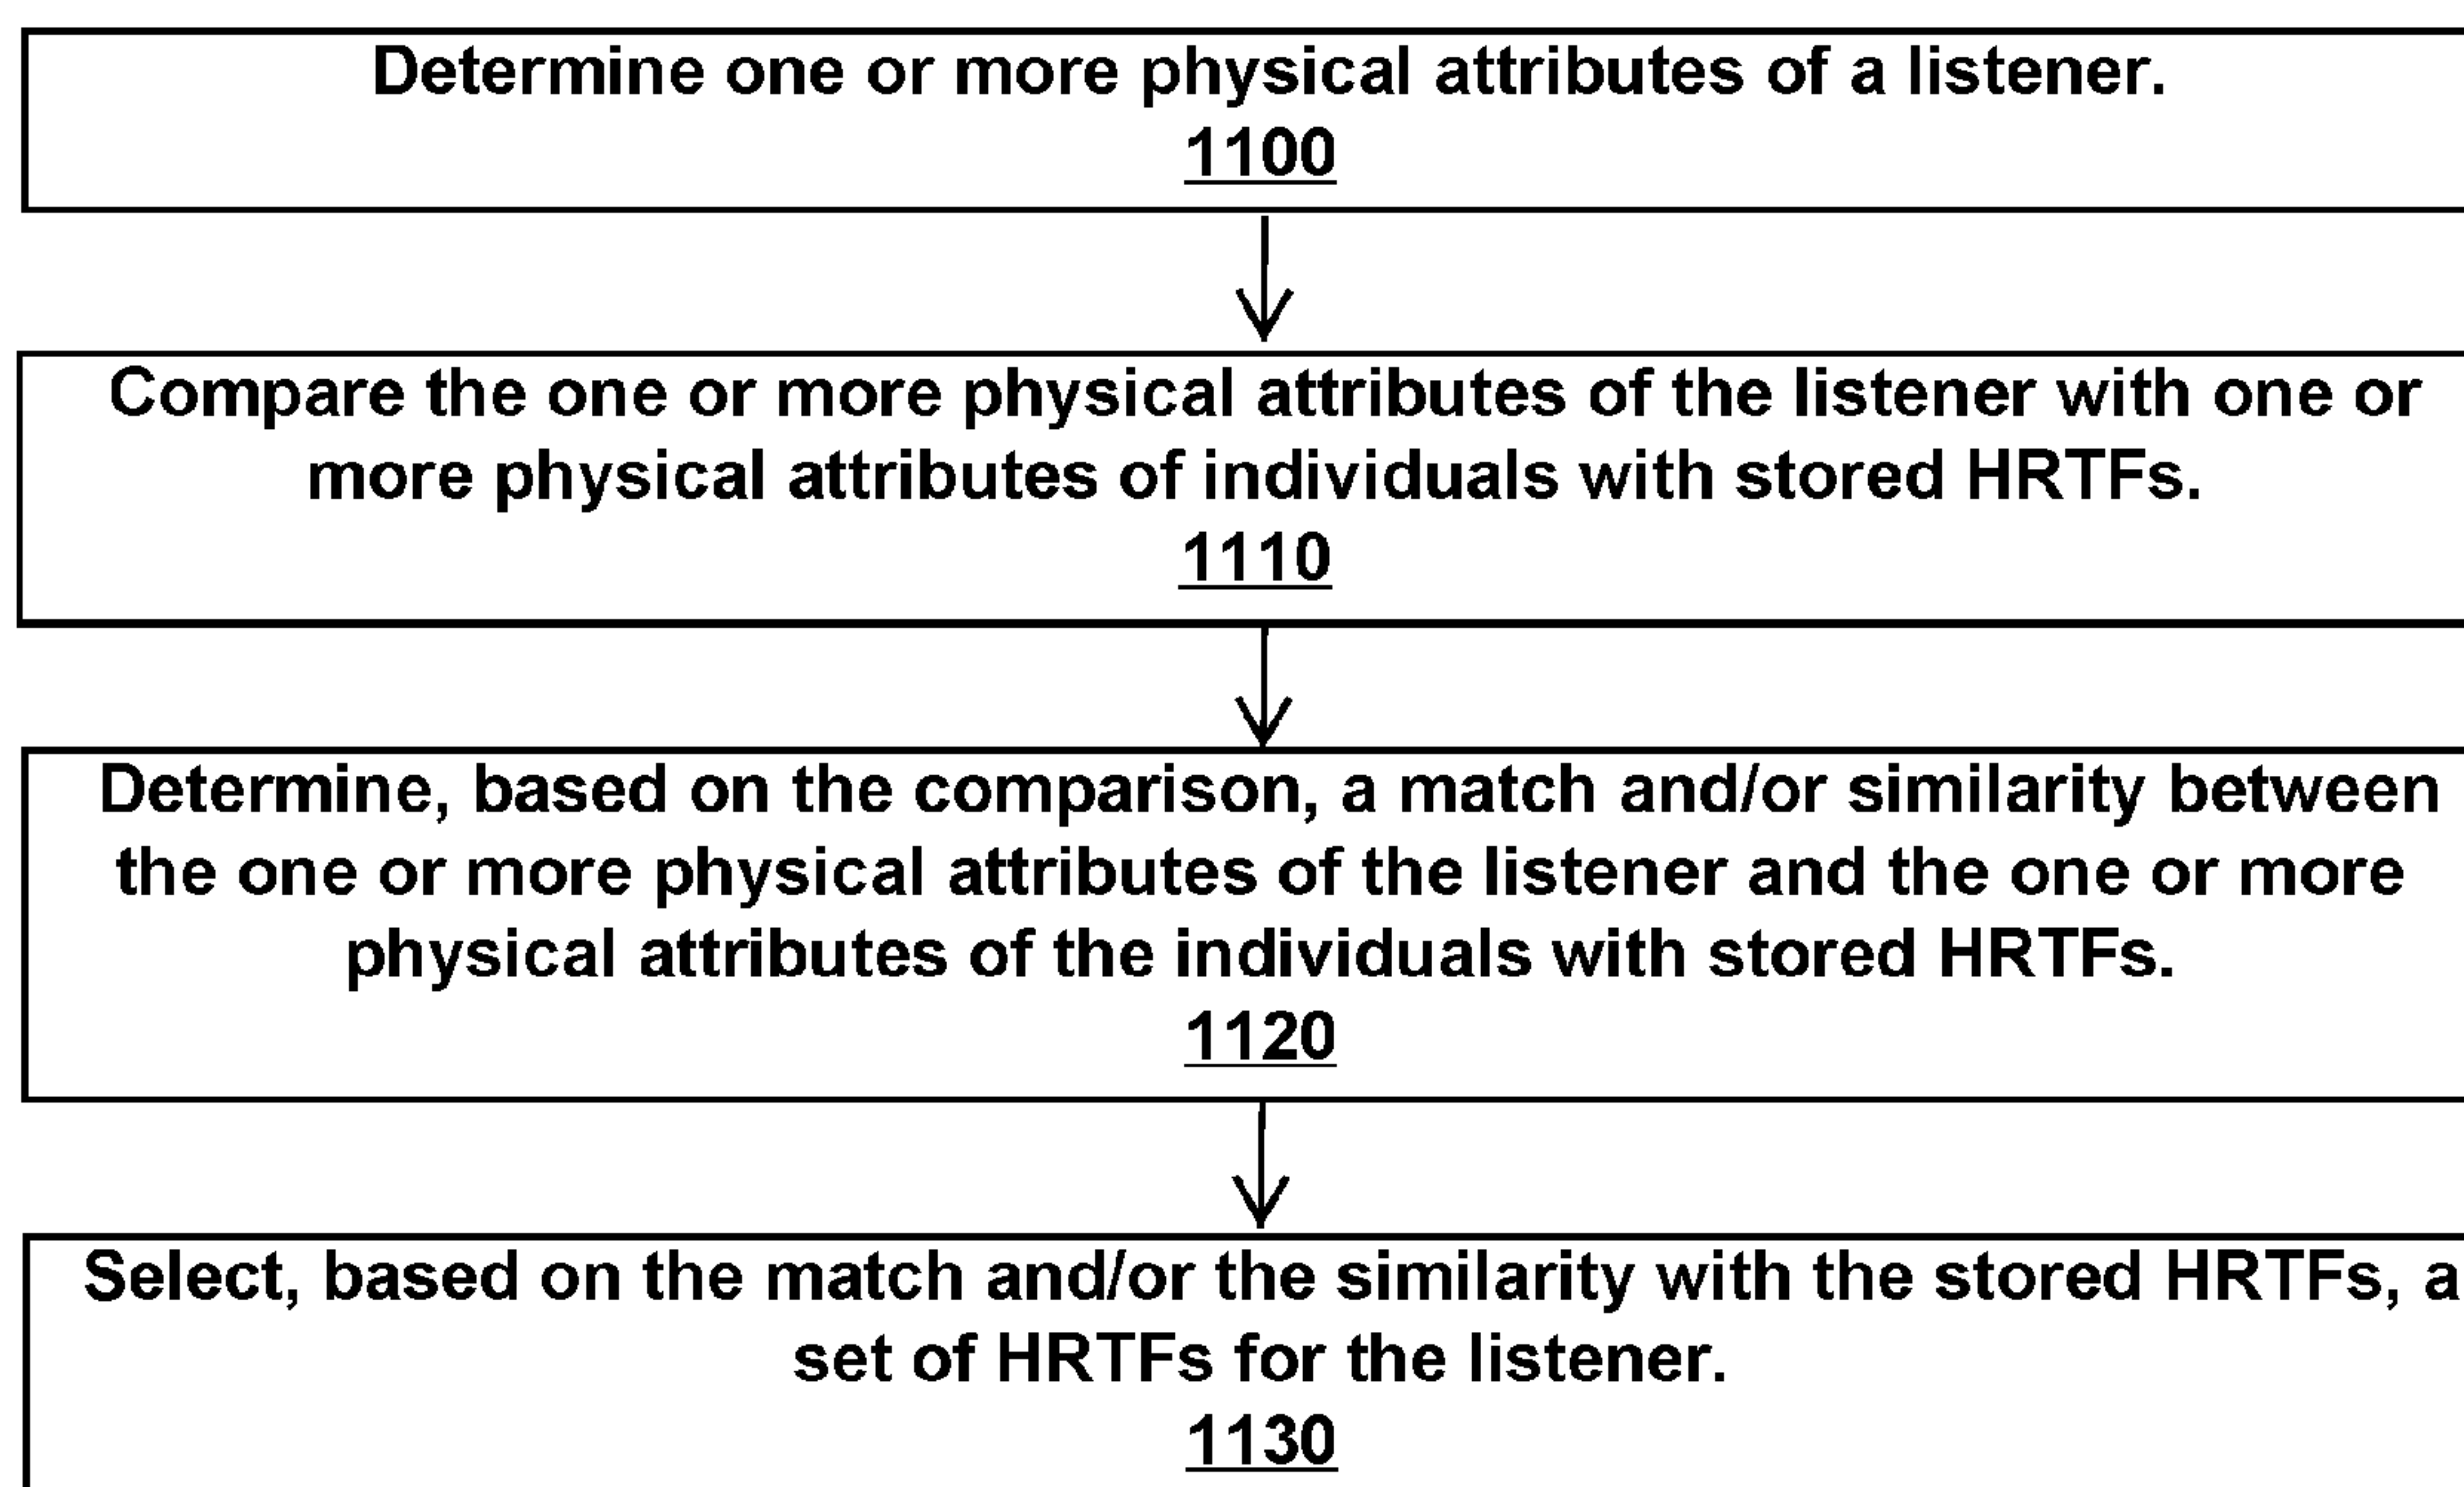 Determine one or more physical attributes of a listener.
1100
Compare the one or more physical attributes of the listener with one or
more physical attributes of individuals with stored HRTFs.
1110
Determine, based on the comparison, a match and/or similarity between
the one or more physical attributes of the listener and the one or more
physical attributes of the individuals with stored HRTFs.
1120
Select, based on the match and/or the similarity with the stored HRTFs, a
set of HRTFs for the listener.
1130